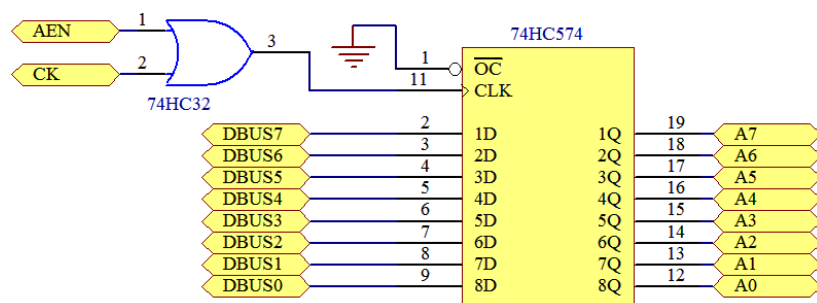 74HC574
AEN 1
3
CK 2
74HC32
1 OC
11 CLK
DBUS7 2 1D 1Q 19 A7
DBUS6 3 2D 2Q 18 A6
DBUS5 4 3D 3Q 17 A5
DBUS4 5 4D 4Q 16 A4
DBUS3 6 5D 5Q 15 A3
DBUS2 7 6D 6Q 14 A2
DBUS1 8 7D 7Q 13 A1
DBUS0 9 8D 8Q 12 A0